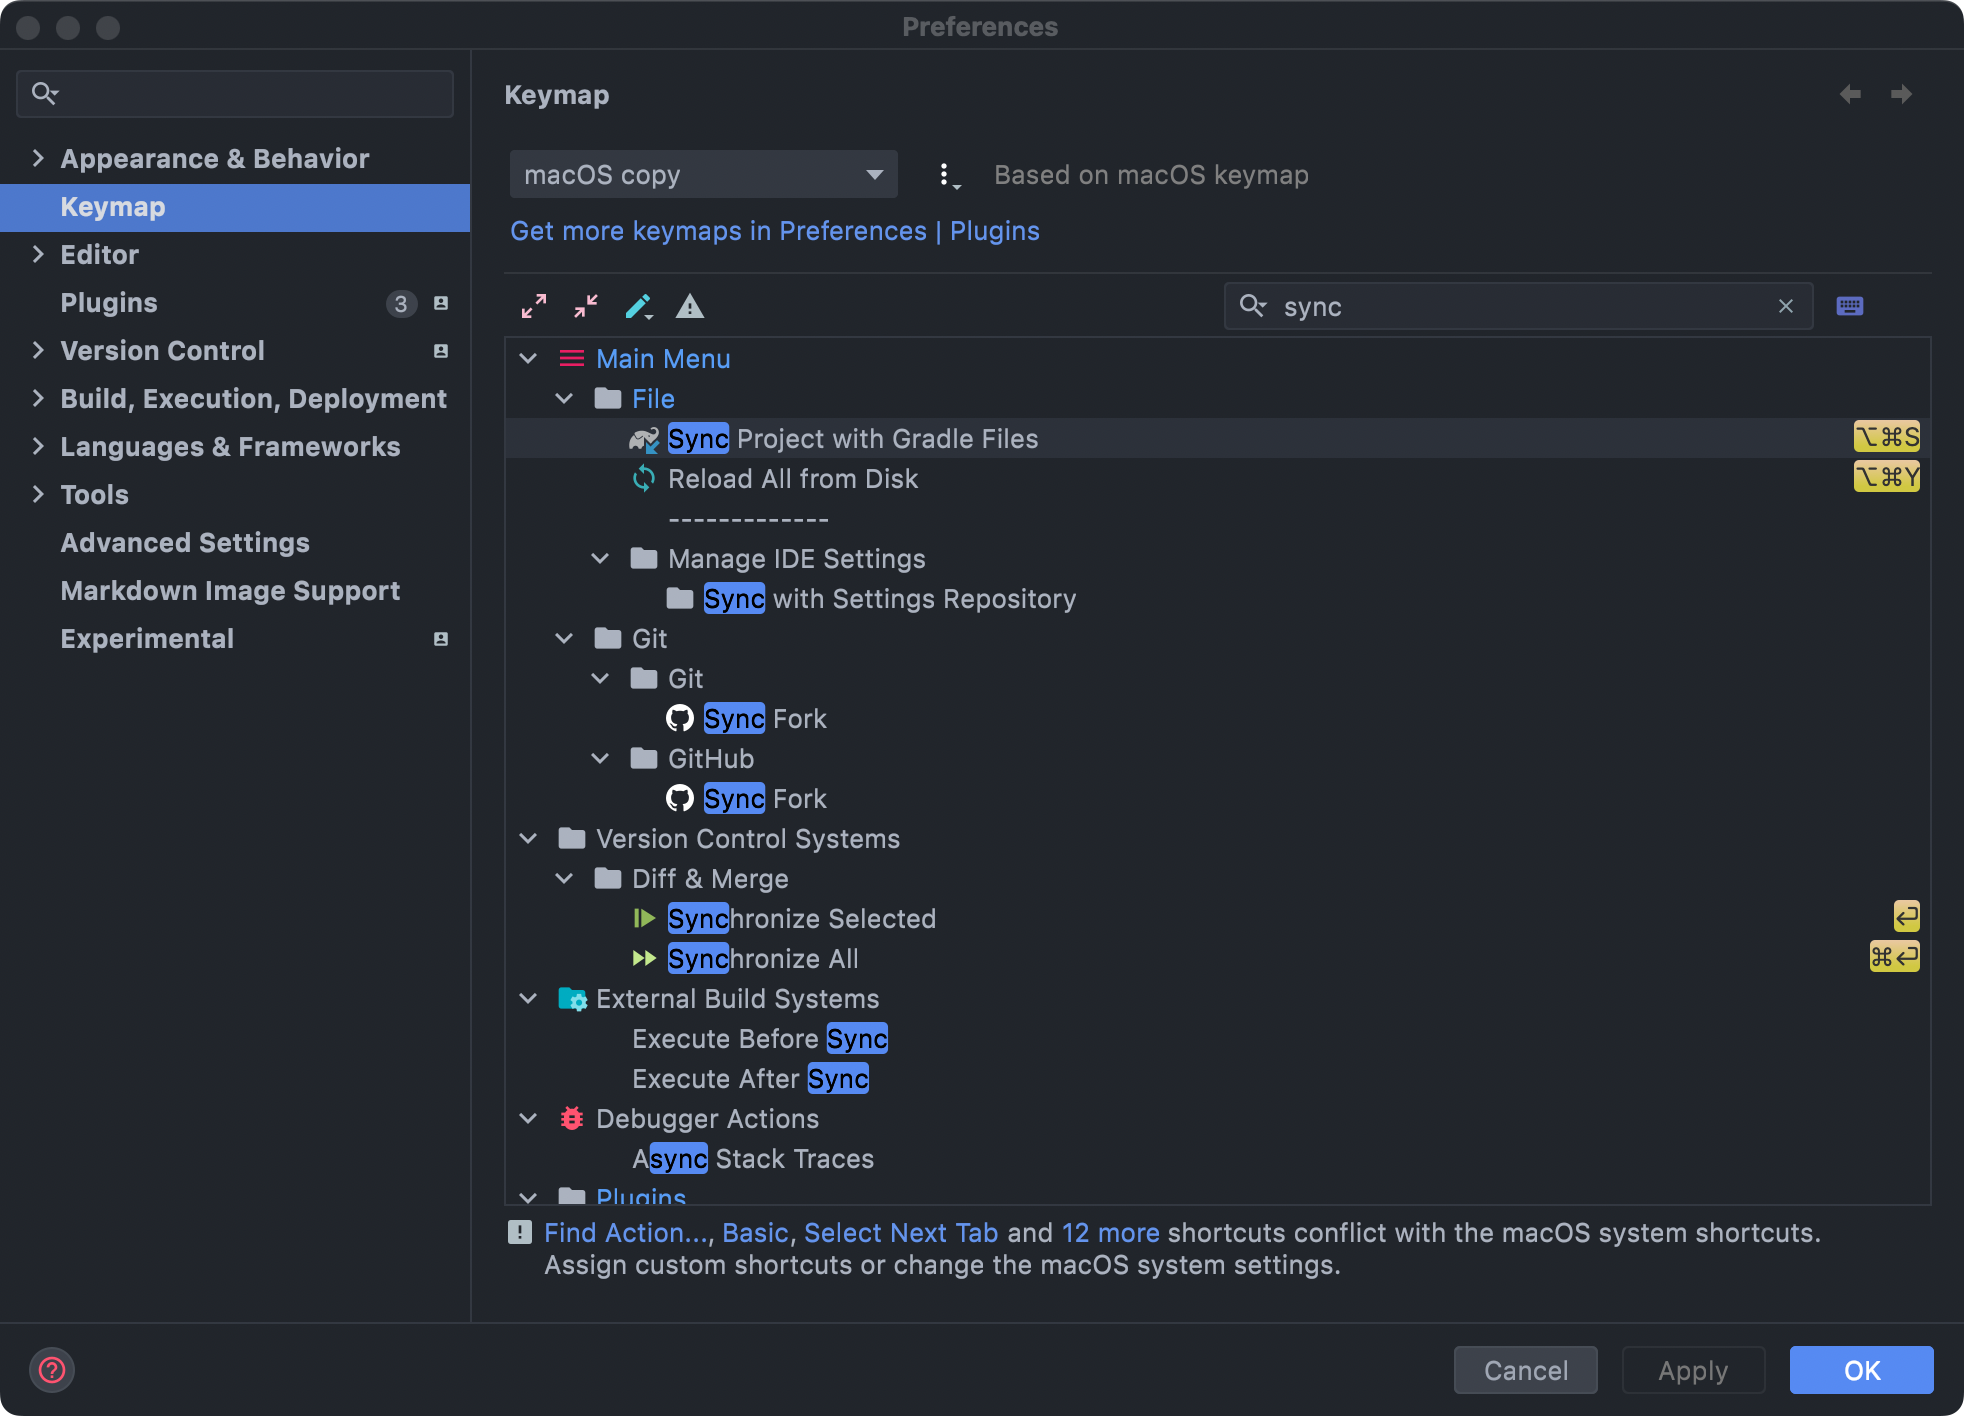 Preferences
Appearance & Behavior
Keymap
Editor
Plugins 3
Version Control
Build, Execution, Deployment
Languages & Frameworks
Tools
Advanced Settings
Markdown Image Support
Experimental
Keymap
macOS copy
Based on macOS keymap
Get more keymaps in Preferences | Plugins
sync
Main Menu
File
Sync Project with Gradle Files ⌥⌘S
Reload All from Disk ⌥⌘Y
-------------
Manage IDE Settings
Sync with Settings Repository
Git
Git
Sync Fork
GitHub
Sync Fork
Version Control Systems
Diff & Merge
Synchronize Selected ↩
Synchronize All ⌘↩
External Build Systems
Execute Before Sync
Execute After Sync
Debugger Actions
Async Stack Traces
Plugins
Find Action..., Basic, Select Next Tab and 12 more shortcuts conflict with the macOS system shortcuts.
Assign custom shortcuts or change the macOS system settings.
?
Cancel
Apply
OK